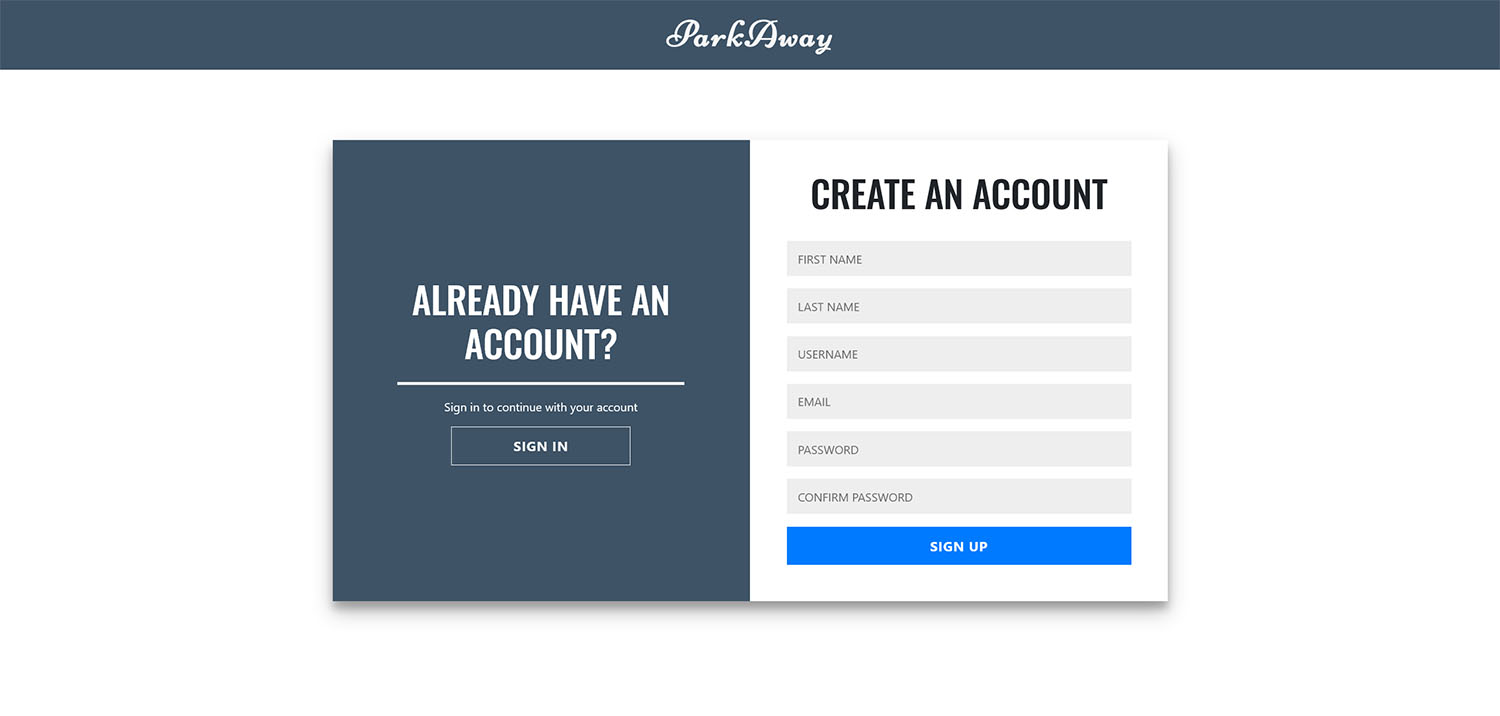 ParkAway
ALREADY HAVE AN
ACCOUNT?
Sign in to continue with your account
SIGN IN
CREATE AN ACCOUNT
FIRST NAME
LAST NAME
USERNAME
EMAIL
PASSWORD
CONFIRM PASSWORD
SIGN UP